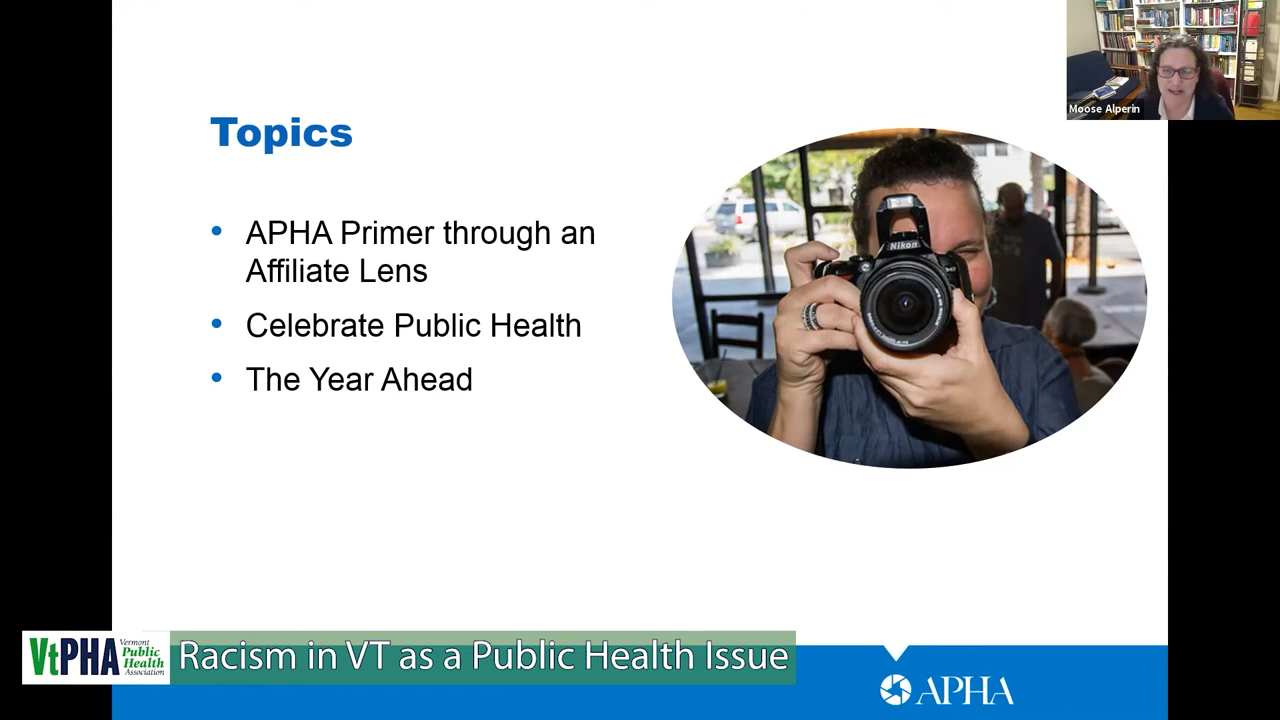 Moose Alperin
Topics
APHA Primer through an
Affiliate Lens
Celebrate Public Health
The Year Ahead
Nikon
VtPHA
Vermont
Public
Health
Association
Racism in VT as a Public Health Issue
APHA